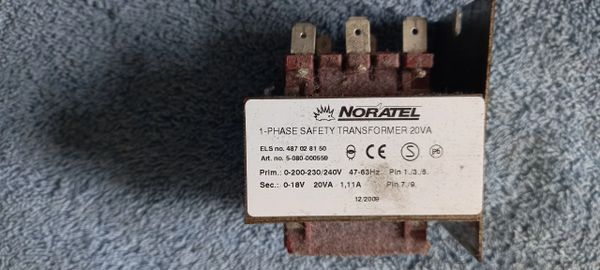 NORATEL
1-PHASE SAFETY TRANSFORMER 20VA
ELS no. 487 02 81 50
Art. no. 5-080-000559
CE S
Prim.: 0-200-230/240V 47-63Hz Pin 1./3./5.
Sec.: 0-18V 20VA 1,11A Pin 7./9.
12/2009